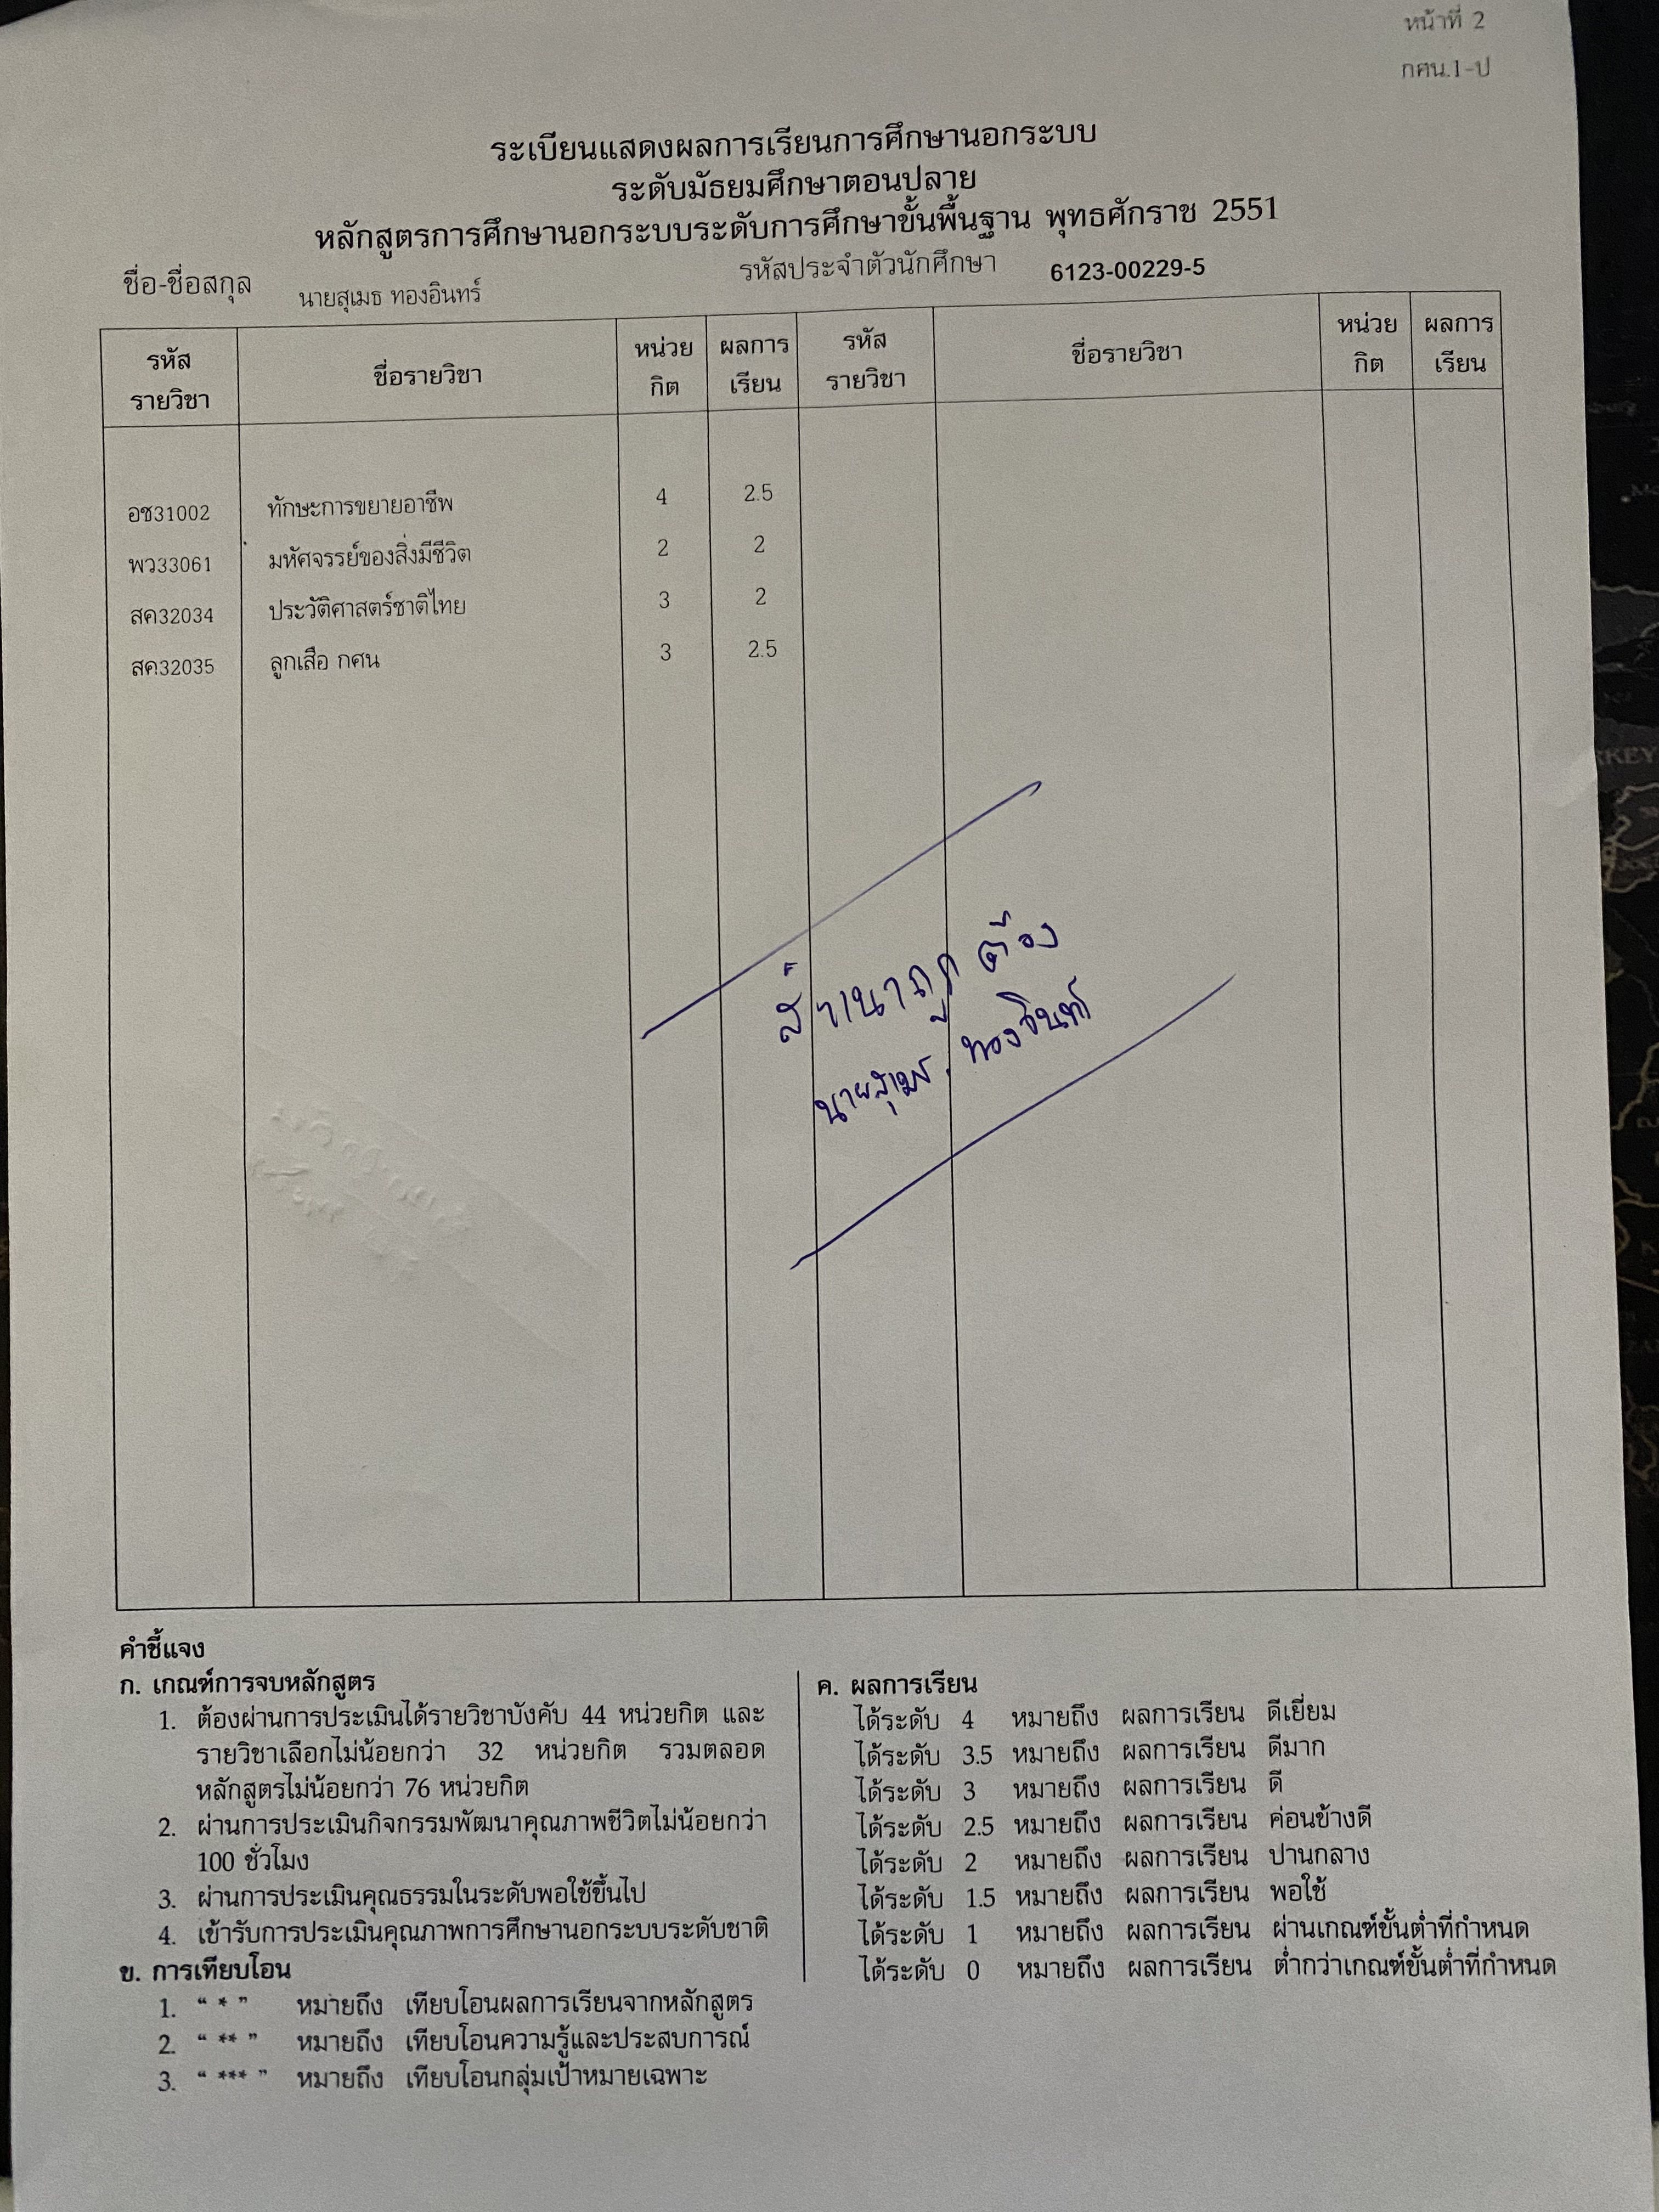 หน้าที่ 2
กศน.1-ป
ระเบียนแสดงผลการเรียนการศึกษานอกระบบ
ระดับมัธยมศึกษาตอนปลาย
หลักสูตรการศึกษานอกระบบระดับการศึกษาขั้นพื้นฐาน พุทธศักราช 2551
ชื่อ-ชื่อสกุล นายสุเมธ ทองอินทร์ รหัสประจำตัวนักศึกษา 6123-00229-5
รหัส รายวิชา ชื่อรายวิชา หน่วย กิต ผลการ เรียน รหัส รายวิชา ชื่อรายวิชา หน่วย กิต ผลการ เรียน
อช31002 ทักษะการขยายอาชีพ 4 2.5
พว33061 มหัศจรรย์ของสิ่งมีชีวิต 2 2
สค32034 ประวัติศาสตร์ชาติไทย 3 2
สค32035 ลูกเสือ กศน 3 2.5
นายสุเมธ ทองอินทร์
คำชี้แจง
ก. เกณฑ์การจบหลักสูตร
1. ต้องผ่านการประเมินได้รายวิชาบังคับ 44 หน่วยกิต และ
รายวิชาเลือกไม่น้อยกว่า 32 หน่วยกิต รวมตลอด
หลักสูตรไม่น้อยกว่า 76 หน่วยกิต
2. ผ่านการประเมินกิจกรรมพัฒนาคุณภาพชีวิตไม่น้อยกว่า
100 ชั่วโมง
3. ผ่านการประเมินคุณธรรมในระดับพอใช้ขึ้นไป
4. เข้ารับการประเมินคุณภาพการศึกษานอกระบบระดับชาติ
ข. การเทียบโอน
1. “ * ” หมายถึง เทียบโอนผลการเรียนจากหลักสูตร
2. “ ** ” หมายถึง เทียบโอนความรู้และประสบการณ์
3. “ *** ” หมายถึง เทียบโอนกลุ่มเป้าหมายเฉพาะ
ค. ผลการเรียน
ได้ระดับ 4 หมายถึง ผลการเรียน ดีเยี่ยม
ได้ระดับ 3.5 หมายถึง ผลการเรียน ดีมาก
ได้ระดับ 3 หมายถึง ผลการเรียน ดี
ได้ระดับ 2.5 หมายถึง ผลการเรียน ค่อนข้างดี
ได้ระดับ 2 หมายถึง ผลการเรียน ปานกลาง
ได้ระดับ 1.5 หมายถึง ผลการเรียน พอใช้
ได้ระดับ 1 หมายถึง ผลการเรียน ผ่านเกณฑ์ขั้นต่ำที่กำหนด
ได้ระดับ 0 หมายถึง ผลการเรียน ต่ำกว่าเกณฑ์ขั้นต่ำที่กำหนด